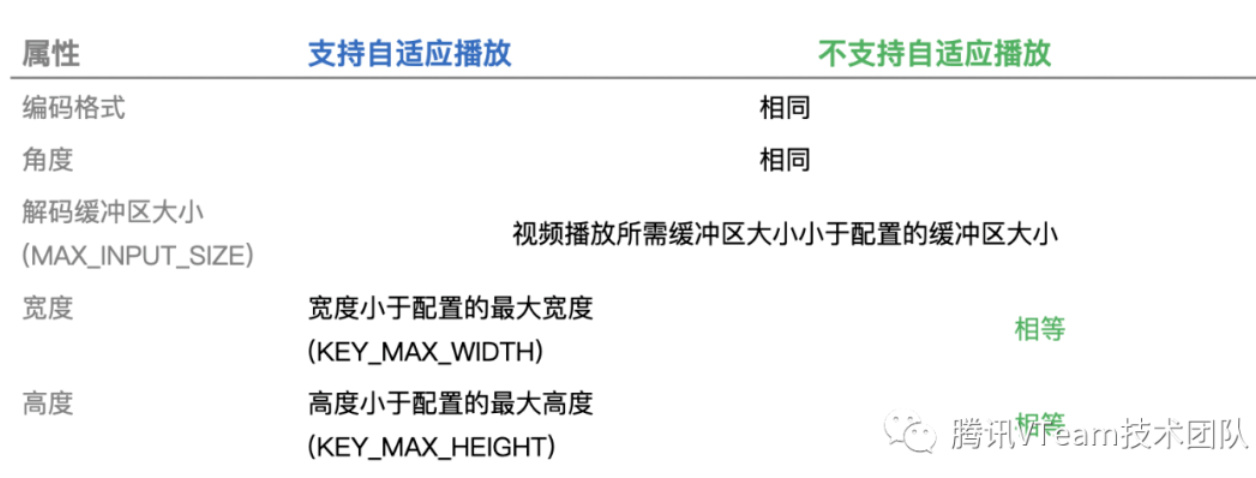 属性 支持自适应播放 不支持自适应播放
编码格式 相同
角度 相同
解码缓冲区大小
(MAX_INPUT_SIZE) 视频播放所需缓冲区大小小于配置的缓冲区大小
宽度 宽度小于配置的最大宽度
(KEY_MAX_WIDTH) 相等
高度 高度小于配置的最大高度
(KEY_MAX_HEIGHT) 相等
腾讯VTeam技术团队